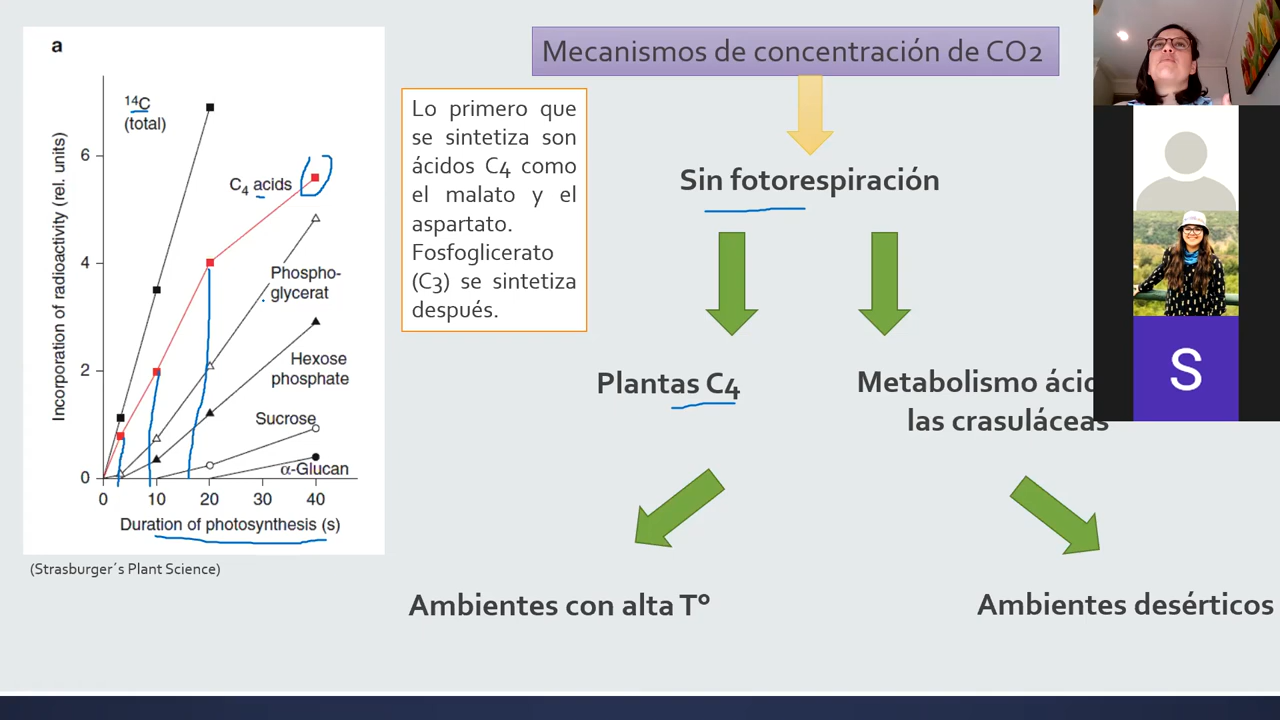 Mecanismos de concentración de CO2
a
14C
(total)
Lo primero que
se sintetiza son
ácidos C4 como
el malato y el
aspartato.
Fosfoglicerato
(C3) se sintetiza
después.
Sin fotorespiración
Incorporation of radioactivity (rel. units)
6
4
2
0
C4 acids
Phospho-
glycerat
Hexose
phosphate
Sucrose
α-Glucan
0 10 20 30 40
Duration of photosynthesis (s)
(Strasburger´s Plant Science)
Plantas C4
Metabolismo
las crasuláceas
Ambientes con alta T°
Ambientes desérticos
S